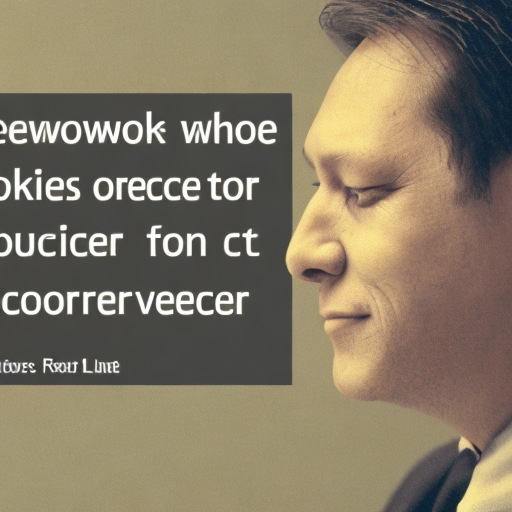 eewowok whoe
okies orecce tor
oucicer fon ct
coorrerveecer